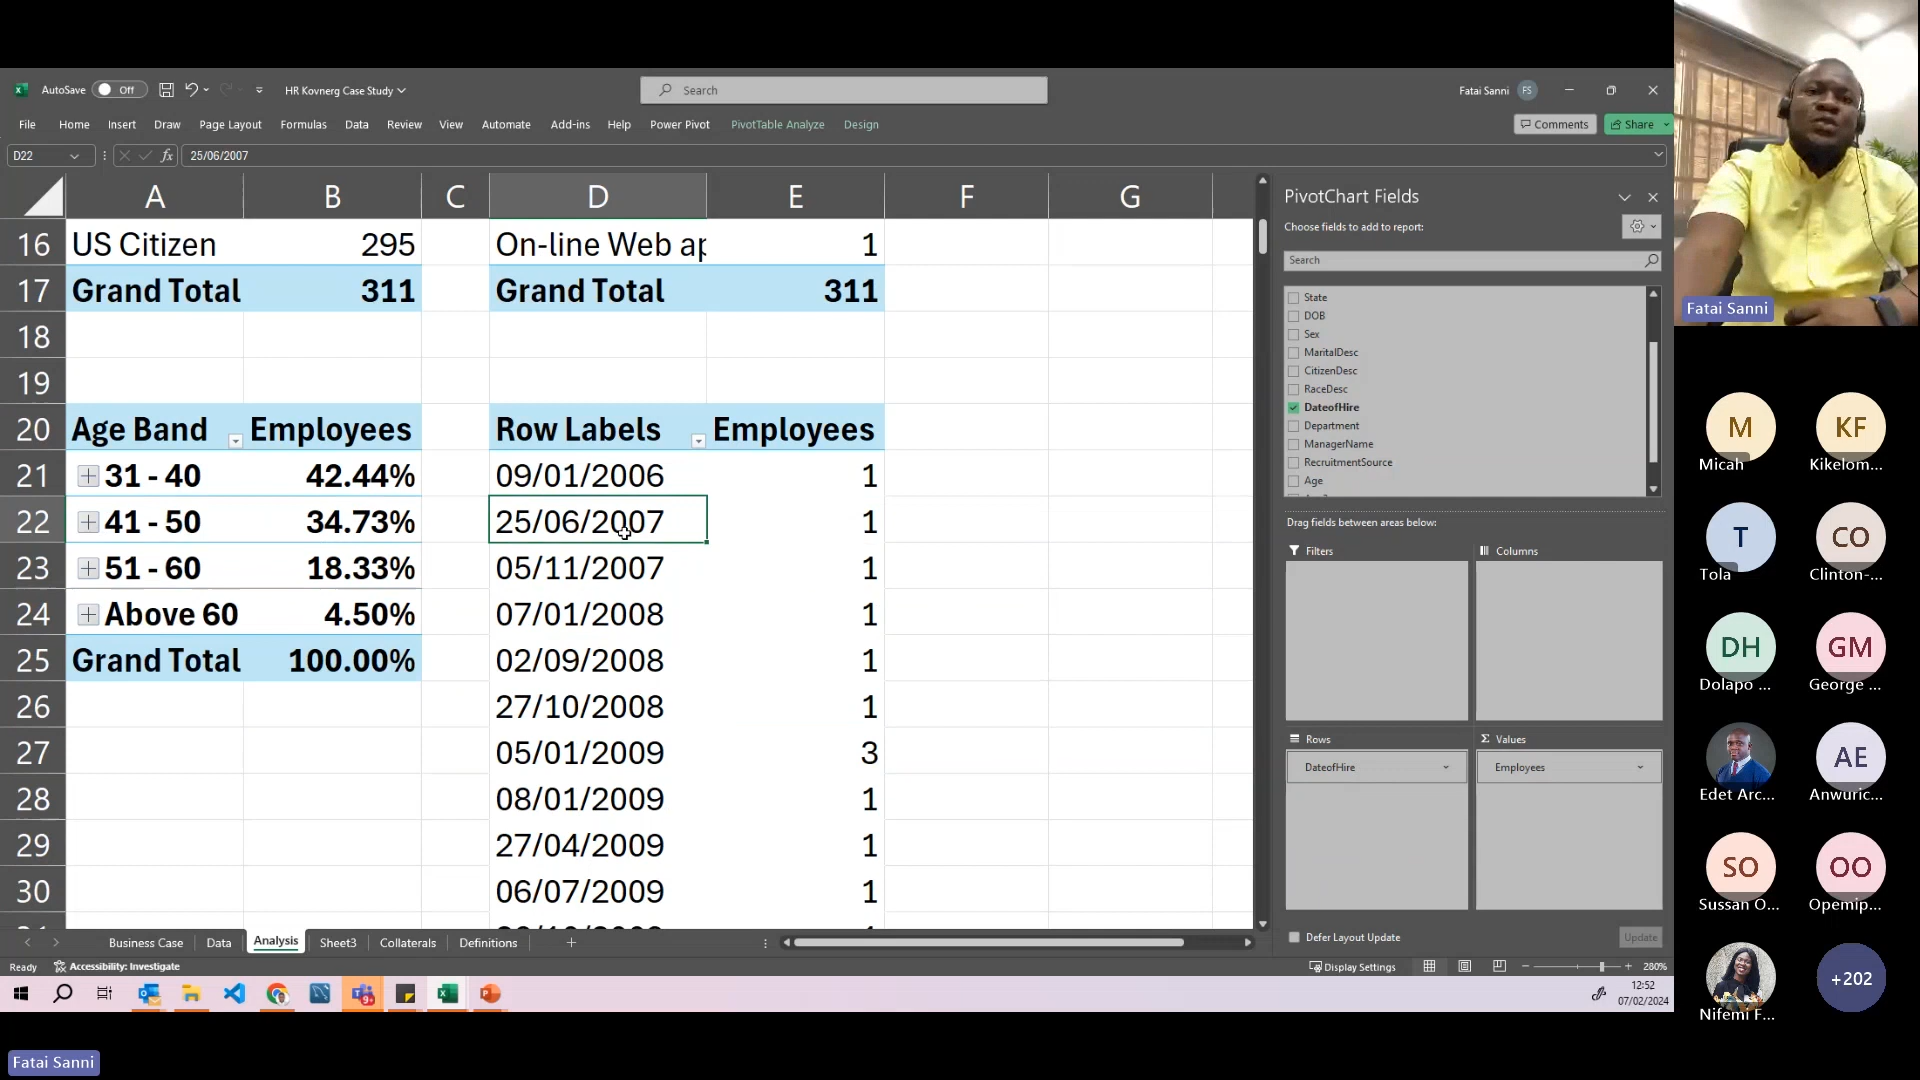 AutoSave Off HR Kovnerg Case Study Search Fatai Sanni FS
File Home Insert Draw Page Layout Formulas Data Review View Automate Add-ins Help Power Pivot PivotTable Analyze Design Comments Share
D22 fx 25/06/2007
A B C D E F G
16 US Citizen 295 On-line Web ap 1
17 Grand Total 311 Grand Total 311
18
19
20 Age Band Employees Row Labels Employees
21 31 - 40 42.44% 09/01/2006 1
22 41 - 50 34.73% 25/06/2007 1
23 51 - 60 18.33% 05/11/2007 1
24 Above 60 4.50% 07/01/2008 1
25 Grand Total 100.00% 02/09/2008 1
26 27/10/2008 1
27 05/01/2009 3
28 08/01/2009 1
29 27/04/2009 1
30 06/07/2009 1
Business Case Data Analysis Sheet3 Collaterals Definitions
Ready Accessibility: Investigate Display Settings 280%
PivotChart Fields
Choose fields to add to report:
Search
State
DOB
Sex
MaritalDesc
CitizenDesc
RaceDesc
DateofHire
Department
ManagerName
RecruitmentSource
Age
Drag fields between areas below:
Filters Columns
Rows Σ Values
DateofHire Employees
Defer Layout Update Update
12:52
07/02/2024
Fatai Sanni
M KF
Micah Kikelom...
T CO
Tola Clinton-...
DH GM
Dolapo ... George ...
AE
Edet Arc... Anwuric...
SO OO
Sussan O... Opemip...
+202
Nifemi F...
Fatai Sanni